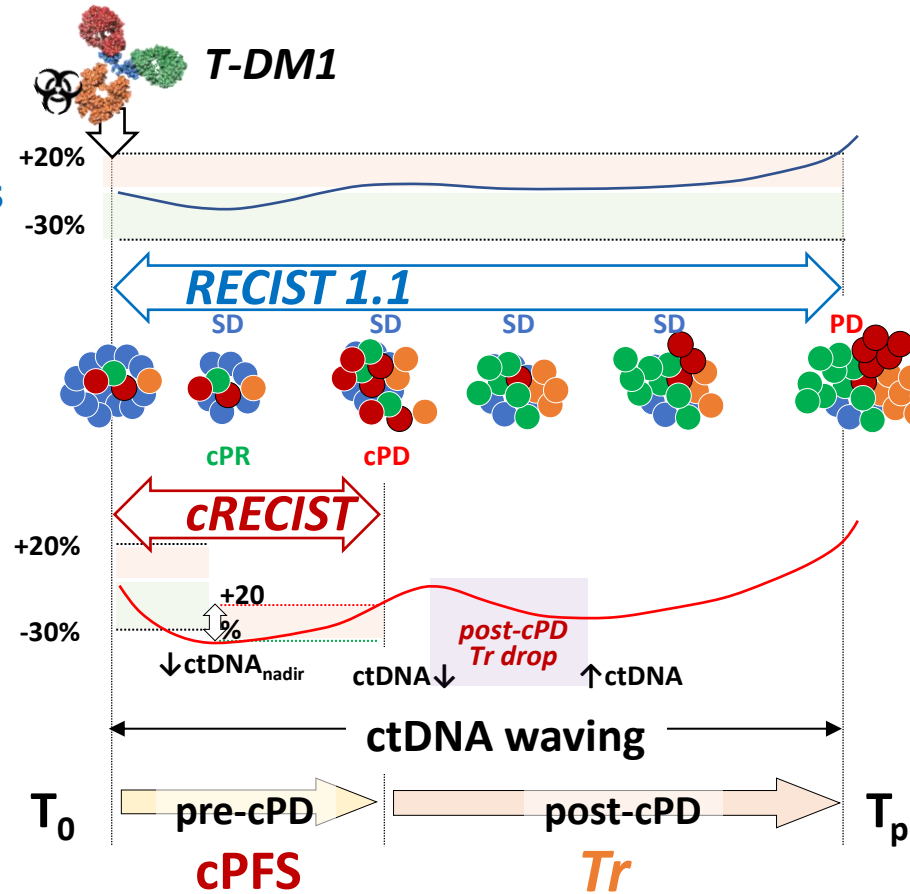 T-DM1
+20%
S
-30%
RECIST 1.1
SD SD SD SD PD
cPR cPD
cRECIST
+20%
+20
%
-30%
post-cPD
Tr drop
↓ctDNAnadir
ctDNA↓ ↑ctDNA
ctDNA waving
T0 pre-cPD post-cPD Tp
cPFS Tr